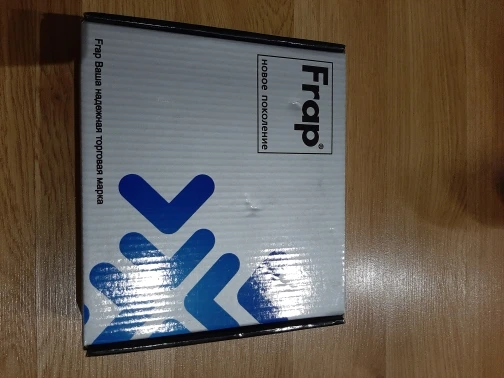 Frap®
новое поколение
Frap Ваша надежная торговая марка